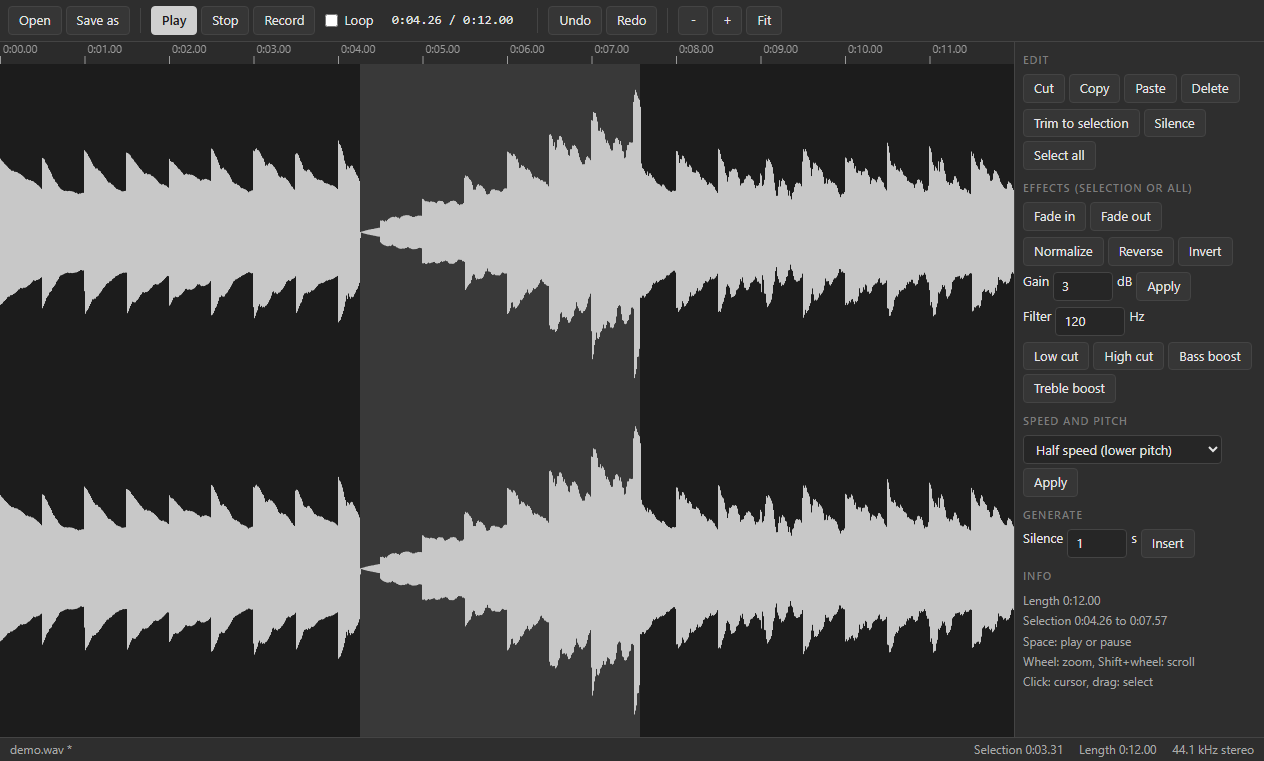 Open Save as Play Stop Record Loop 0:04.26 / 0:12.00 Undo Redo - + Fit
0:00.00 0:01.00 0:02.00 0:03.00 0:04.00 0:05.00 0:06.00 0:07.00 0:08.00 0:09.00 0:10.00 0:11.00
EDIT
Cut Copy Paste Delete
Trim to selection Silence
Select all
EFFECTS (SELECTION OR ALL)
Fade in Fade out
Normalize Reverse Invert
Gain 3 dB Apply
Filter 120 Hz
Low cut High cut Bass boost
Treble boost
SPEED AND PITCH
Half speed (lower pitch)
Apply
GENERATE
Silence 1 s Insert
INFO
Length 0:12.00
Selection 0:04.26 to 0:07.57
Space: play or pause
Wheel: zoom, Shift+wheel: scroll
Click: cursor, drag: select
demo.wav * Selection 0:03.31 Length 0:12.00 44.1 kHz stereo